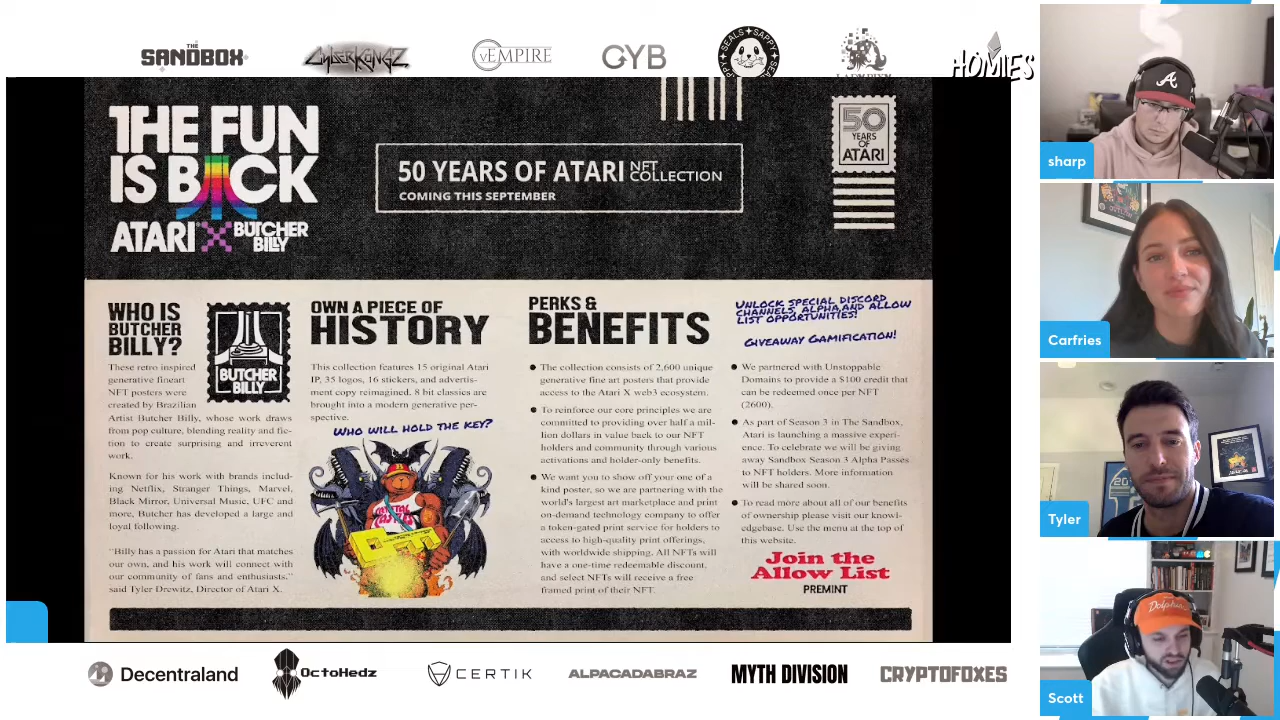 THE SANDBOX
CYBERKONGZ
vEMPIRE
GYB
SAPPY SEALS
HOMIES
THE FUN
IS BACK
ATARI X BUTCHER BILLY
50 YEARS OF ATARI NFT COLLECTION
COMING THIS SEPTEMBER
50
YEARS
OF
ATARI
WHO IS
BUTCHER
BILLY?
BUTCHER
BILLY
These retro inspired
generative fineart
NFT posters were
created by Brazilian
Artist Butcher Billy, whose work draws
from pop culture, blending reality and fic-
tion to create surprising and irreverent
work.
Known for his work with brands includ-
ing Netflix, Stranger Things, Marvel,
Black Mirror, Universal Music, UFC and
more, Butcher has developed a large and
loyal following.
"Billy has a passion for Atari that matches
our own, and his work will connect with
our community of fans and enthusiasts."
said Tyler Drewitz, Director of Atari X.
OWN A PIECE OF
HISTORY
This collection features 15 original Atari
IP, 35 logos, 16 stickers, and advertis-
ment copy reimagined. 8 bit classics are
brought into a modern generative per-
spective.
WHO WILL HOLD THE KEY?
PERKS &
BENEFITS
The collection consists of 2,600 unique
generative fine art posters that provide
access to the Atari X web3 ecosystem.
To reinforce our core principles we are
committed to providing over half a mil-
lion dollars in value back to our NFT
holders and community through various
activations and holder-only benefits.
We want you to show off your one of a
kind poster, so we are partnering with the
world's largest art marketplace and print
on-demand technology company to offer
a token-gated print service for holders to
access to high-quality print offerings,
with worldwide shipping. All NFTs will
have a one-time redeemable discount,
and select NFTs will receive a free
framed print of their NFT.
UNLOCK SPECIAL DISCORD
CHANNELS, ALPHA AND ALLOW
LIST OPPORTUNITIES!
GIVEAWAY GAMIFICATION!
We partnered with Unstoppable
Domains to provide a $100 credit that
can be redeemed once per NFT
(2600).
As part of Season 3 in The Sandbox,
Atari is launching a massive experi-
ence. To celebrate we will be giving
away Sandbox Season 3 Alpha Passes
to NFT holders. More information
will be shared soon.
To read more about all of our benefits
of ownership please visit our knowl-
edgebase. Use the menu at the top of
this website.
Join the
Allow List
PREMINT
Decentraland
OCTOHEDZ
CERTIK
ALPACADABRAZ
MYTH DIVISION
CRYPTOFOXES
sharp
Carfries
Tyler
Scott
Dolphins